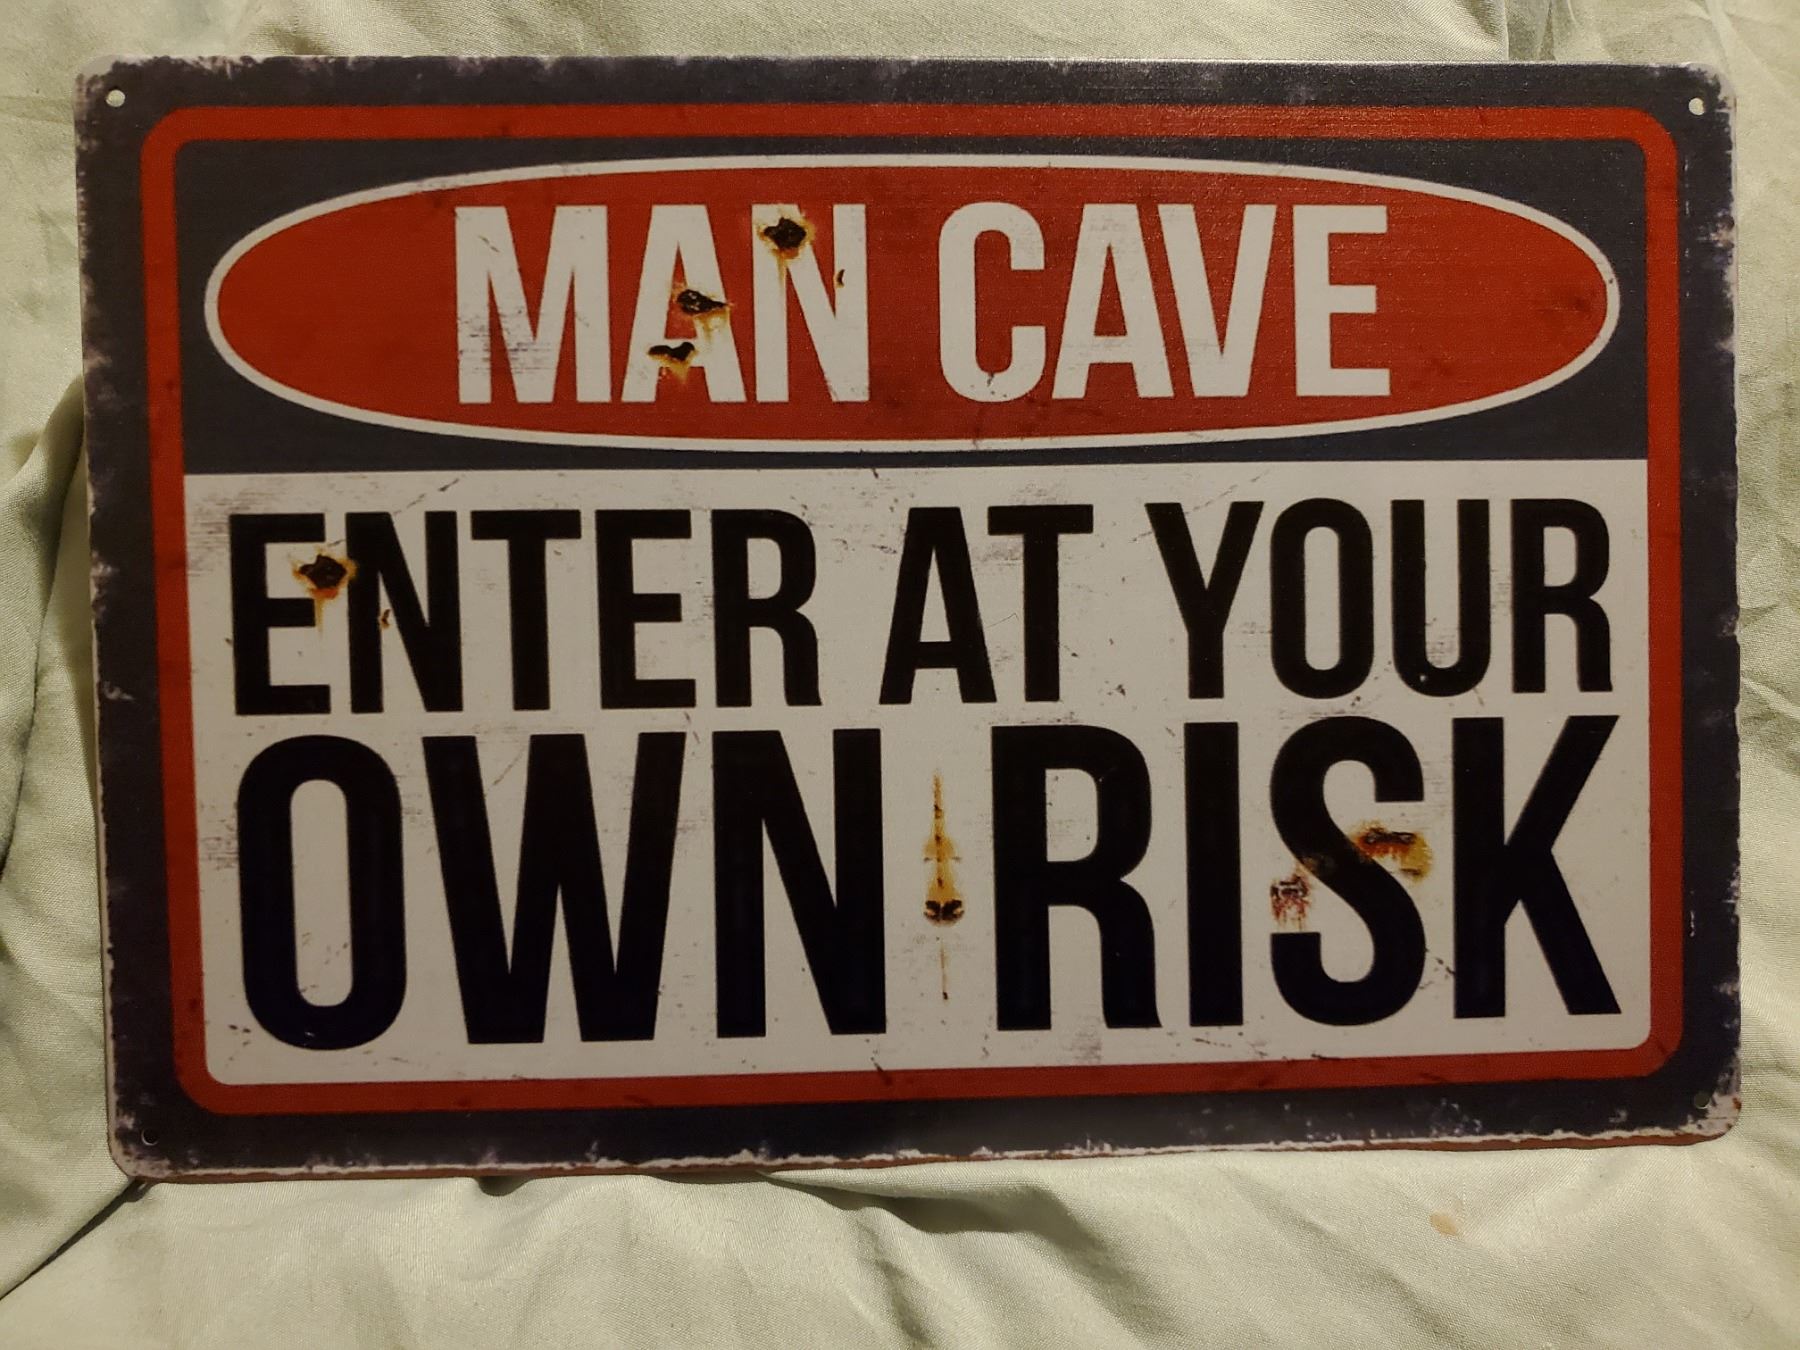 MAN CAVE
ENTER AT YOUR
OWN RISK